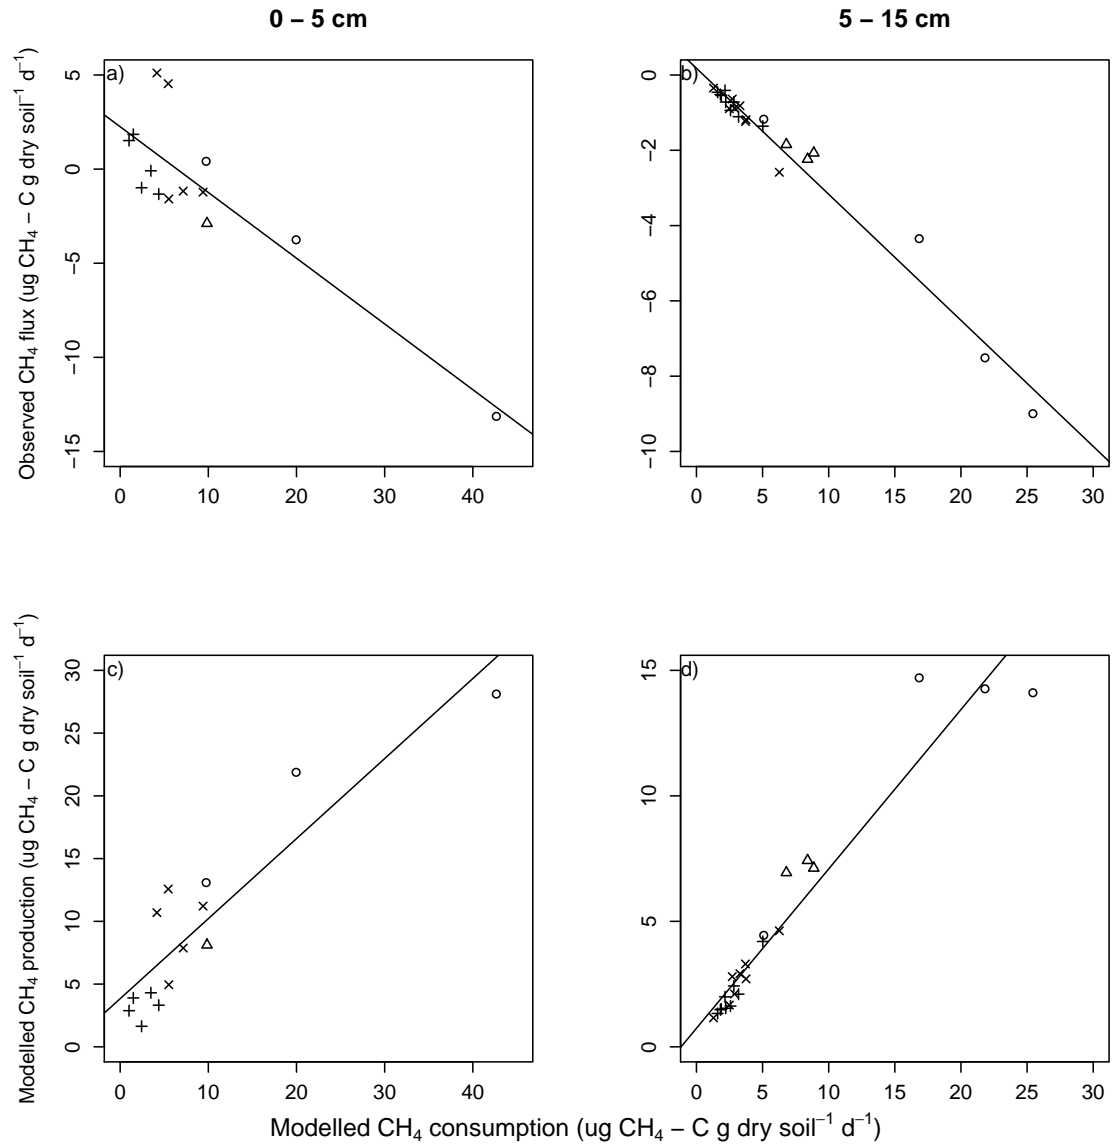 0 – 5 cm
5 – 15 cm
a)
b)
Observed CH₄ flux (ug CH₄ – C g dry soil⁻¹ d⁻¹)
5
0
−5
−10
−15
0
−2
−4
−6
−8
−10
0 10 20 30 40
0 5 10 15 20 25 30
c)
d)
Modelled CH₄ production (ug CH₄ – C g dry soil⁻¹ d⁻¹)
30
25
20
15
10
5
0
15
10
5
0
0 10 20 30 40
0 5 10 15 20 25 30
Modelled CH₄ consumption (ug CH₄ – C g dry soil⁻¹ d⁻¹)